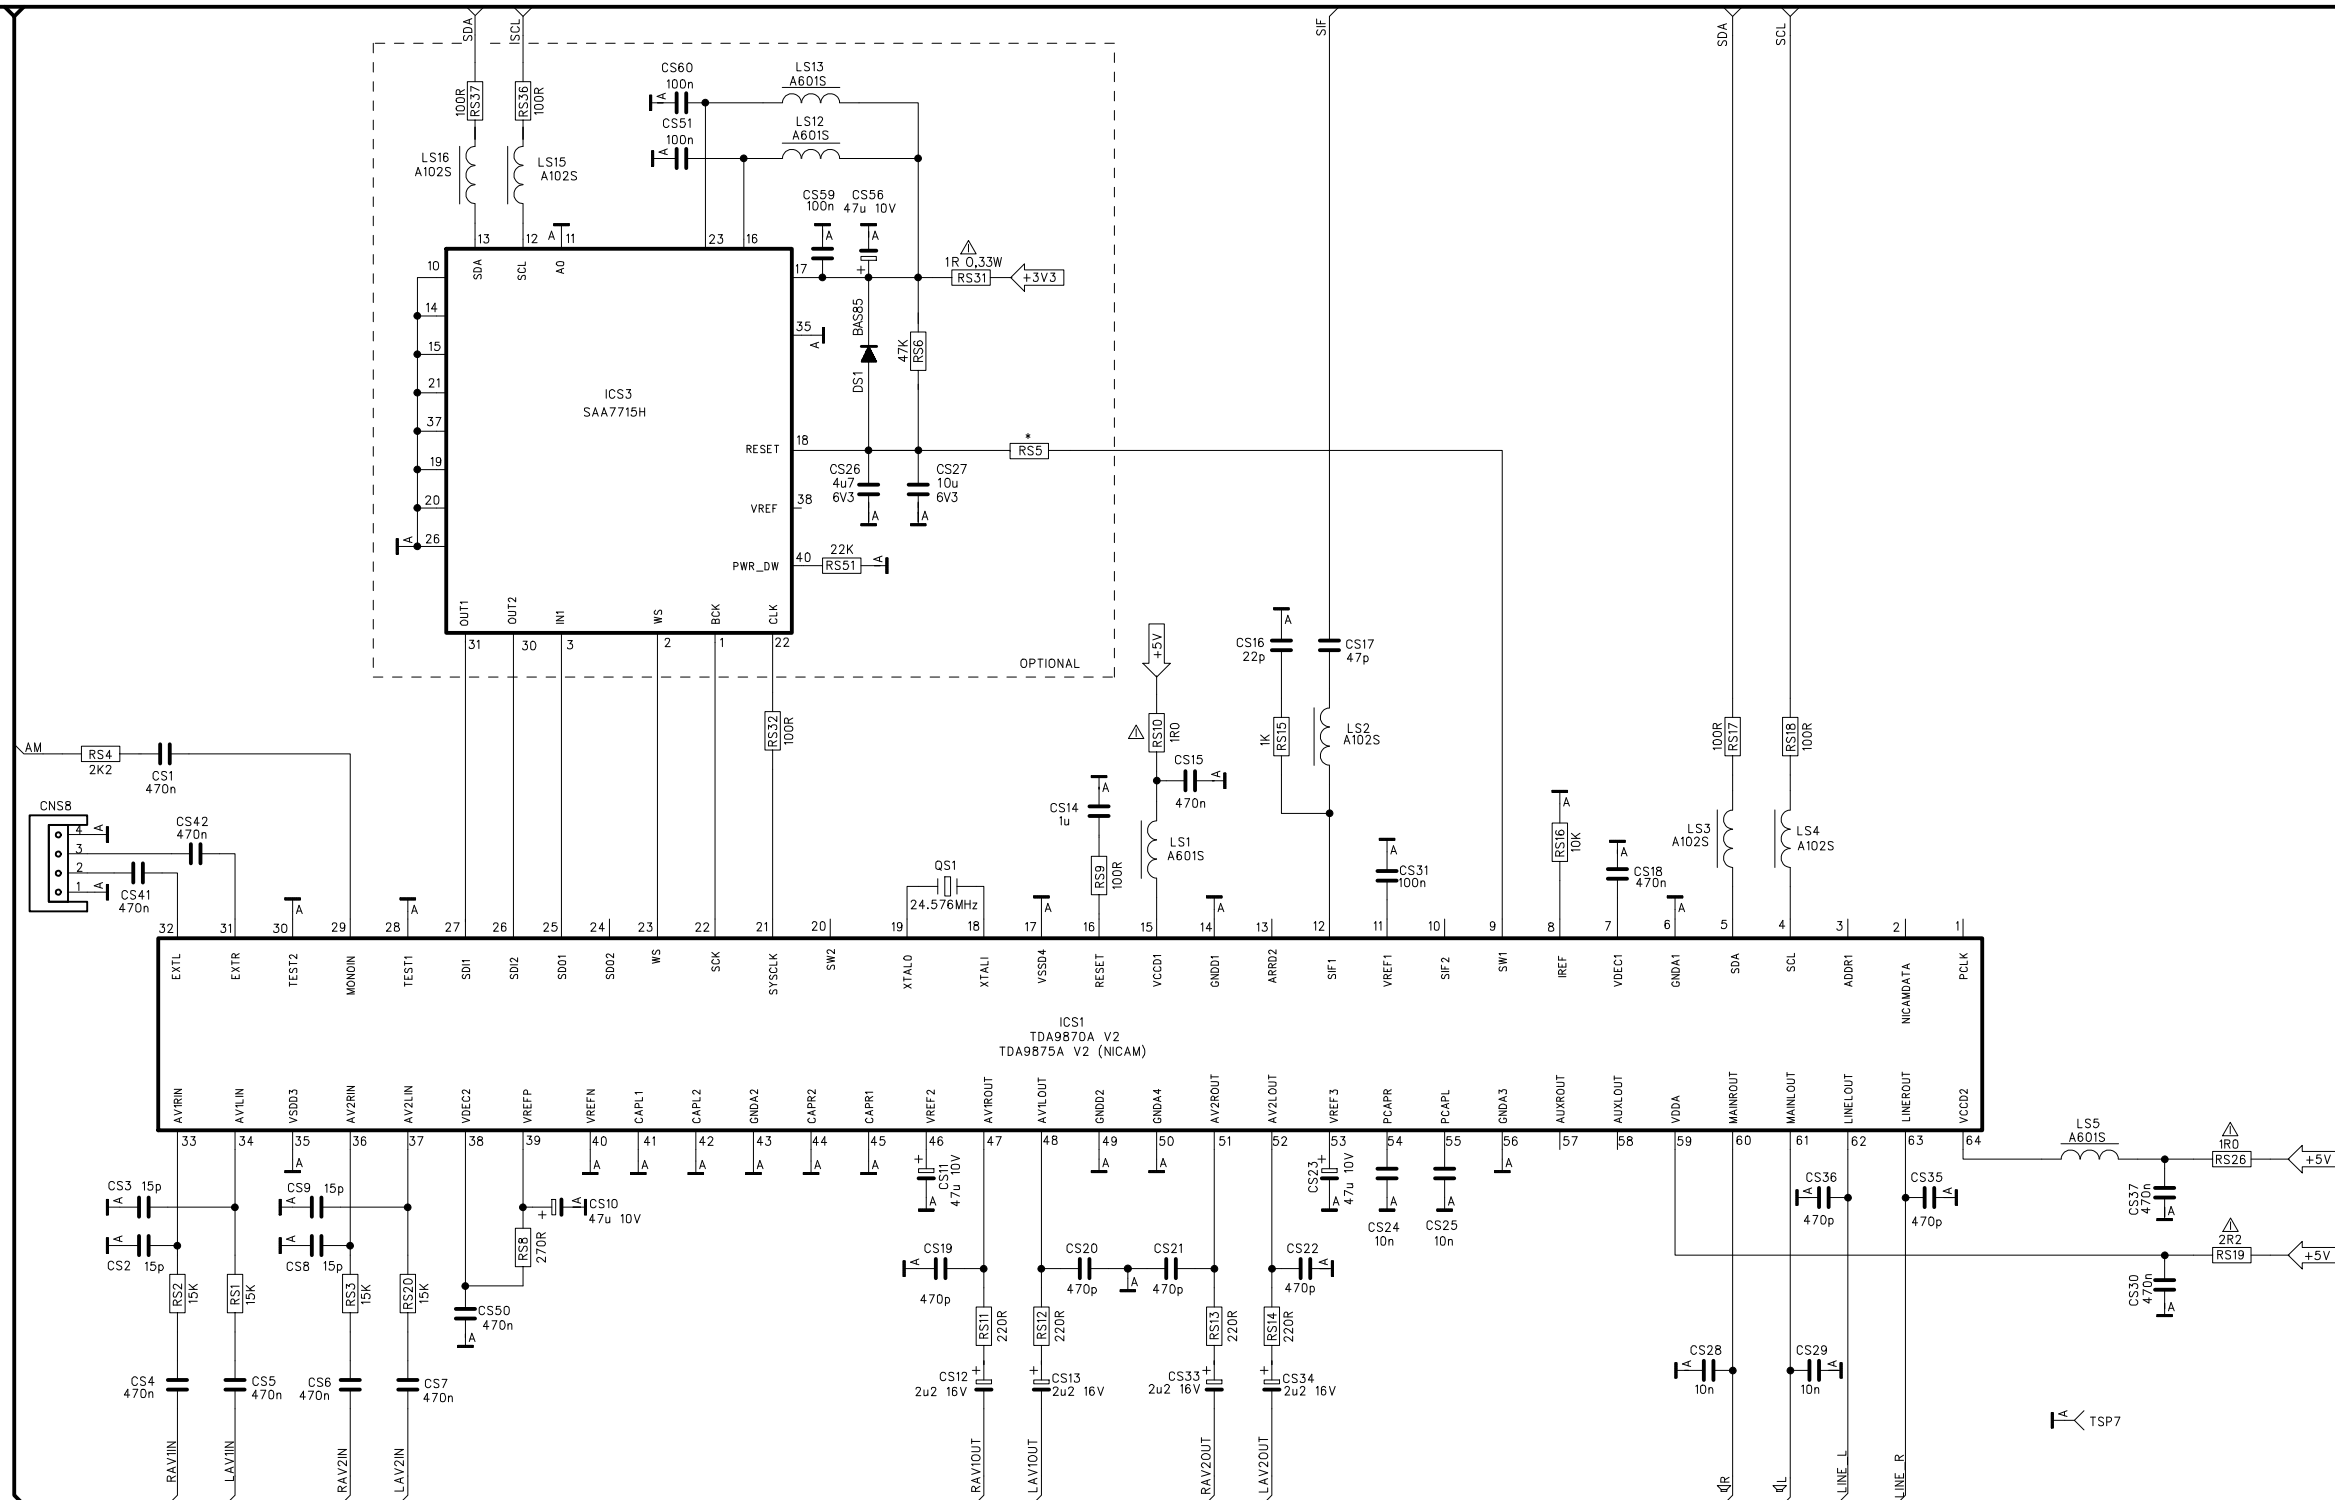 SDA
SCL
SIF
SDA
SCL
100R
RS37
RS36
100R
CS60
100n
A
LS13
A601S
CS51
100n
A
LS12
A601S
LS16
A102S
LS15
A102S
CS59
100n
A
CS56
47u 10V
A
+
13
12
A
11
23
16
SDA
SCL
A0
10
14
15
21
37
19
20
26
A
ICS3
SAA7715H
17
1R 0,33W
RS31
+3V3
35
A
BAS85
DS1
47K
RS6
RESET
18
*
RS5
CS26
4u7
6V3
A
CS27
10u
6V3
A
VREF
38
PWR_DW
40
22K
RS51
A
OUT1
OUT2
IN1
WS
BCK
CLK
31
30
3
2
1
22
OPTIONAL
RS32
100R
+5V
RS10
1R0
CS15
470n
A
LS1
A601S
CS14
1u
A
RS9
100R
CS16
22p
A
CS17
47p
1K
RS15
LS2
A102S
CS31
100n
A
RS16
10K
A
CS18
470n
A
100R
RS17
RS18
100R
LS3
A102S
LS4
A102S
AM
RS4
2K2
CS1
470n
CNS8
4
3
2
1
A
A
CS42
470n
CS41
470n
QS1
24.576MHz
A
A
A
A
A
32
31
30
29
28
27
26
25
24
23
22
21
20
19
18
17
16
15
14
13
12
11
10
9
8
7
6
5
4
3
2
1
EXTL
EXTR
TEST2
MONOIN
TEST1
SDI1
SDI2
SDO1
SDO2
WS
SCK
SYSCLK
SW2
XTALO
XTALI
VSSD4
RESET
VCCD1
GNDD1
ARRD2
SIF1
VREF1
SIF2
SW1
IREF
VDEC1
GNDA1
SDA
SCL
ADDR1
NICAMDATA
PCLK
ICS1
TDA9870A V2
TDA9875A V2 (NICAM)
AV1RIN
AV1LIN
VSDD3
AV2RIN
AV2LIN
VDEC2
VREFP
VREFN
CAPL1
CAPL2
GNDA2
CAPR2
CAPR1
VREF2
AV1ROUT
AV1LOUT
GNDD2
GNDA4
AV2ROUT
AV2LOUT
VREF3
PCAPR
PCAPL
GNDA3
AUXROUT
AUXLOUT
VDDA
MAINROUT
MAINLOUT
LINELOUT
LINEROUT
VCCD2
33
34
35
36
37
38
39
40
41
42
43
44
45
46
47
48
49
50
51
52
53
54
55
56
57
58
59
60
61
62
63
64
A
A
A
A
A
A
A
A
A
A
CS3 15p
A
CS2 15p
A
CS9 15p
A
CS8 15p
A
RS2
15K
RS1
15K
RS3
15K
RS20
15K
CS4
470n
CS5
470n
CS6
470n
CS7
470n
RS8
270R
+
A
CS10
47u 10V
CS50
470n
A
+
CS11
47u 10V
A
CS19
470p
A
CS20
470p
A
CS21
470p
CS22
470p
A
RS11
220R
RS12
220R
RS13
220R
RS14
220R
CS12
2u2 16V
+
CS13
2u2 16V
+
CS33
2u2 16V
+
CS34
2u2 16V
+
CS23
+
47u 10V
A
CS24
10n
A
CS25
10n
A
CS36
470p
A
CS35
470p
A
LS5
A601S
1R0
RS26
+5V
CS37
470n
A
2R2
RS19
+5V
CS30
470n
A
CS28
10n
A
CS29
10n
A
A
TSP7
RAV1IN
LAV1IN
RAV2IN
LAV2IN
RAV1OUT
LAV1OUT
RAV2OUT
LAV2OUT
R
L
LINE_L
LINE_R